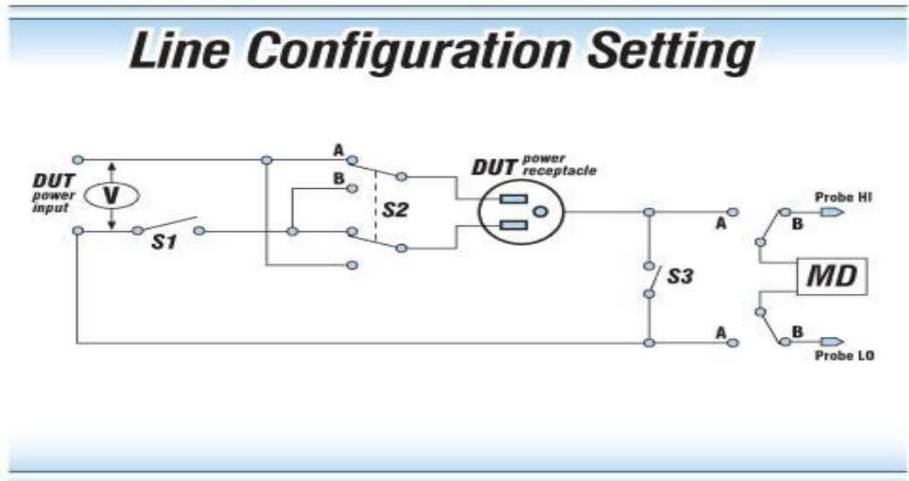 Line Configuration Setting
DUT
power
input
V
S1
A
B
S2
DUT power
receptacle
A
S3
A
Probe HI
B
MD
B
Probe LO